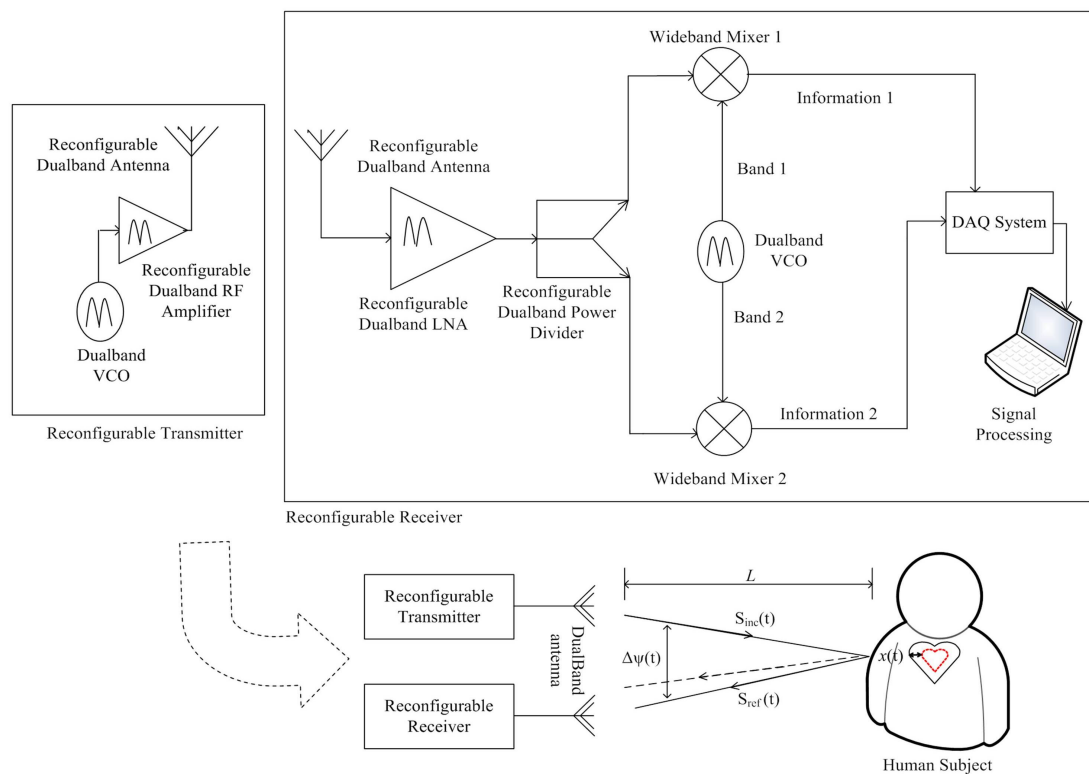 Reconfigurable
Dualband Antenna
Reconfigurable
Dualband RF
Amplifier
Dualband
VCO
Reconfigurable Transmitter
Wideband Mixer 1
Information 1
Reconfigurable
Dualband Antenna
Band 1
DAQ System
Dualband
VCO
Reconfigurable
Dualband LNA
Reconfigurable
Dualband Power
Divider
Band 2
Information 2
Signal
Processing
Wideband Mixer 2
Reconfigurable Receiver
Reconfigurable
Transmitter
DualBand
antenna
L
Sinc(t)
Δψ(t)
x(t)
Sref(t)
Reconfigurable
Receiver
Human Subject